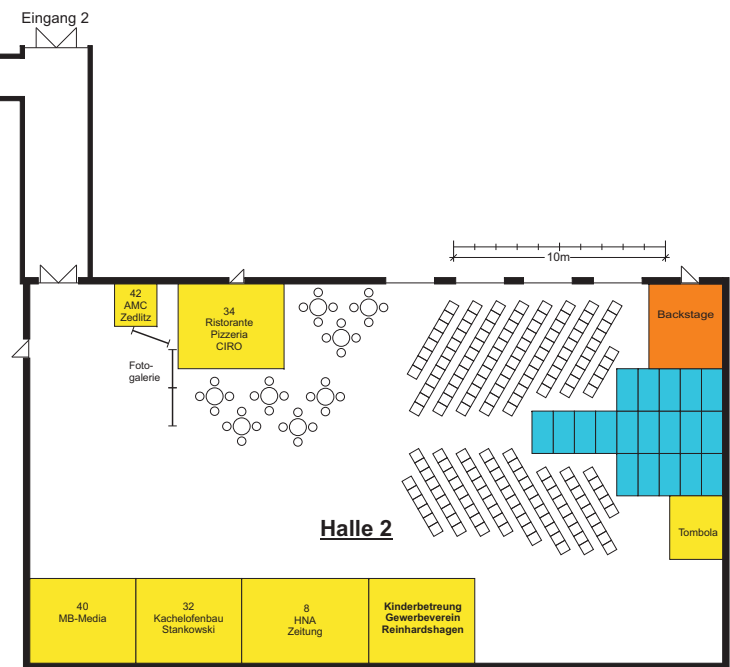 Eingang 2
10m
42
AMC
Zedlitz
34
Ristorante
Pizzeria
CIRO
Backstage
Foto-
galerie
Halle 2
Tombola
40
MB-Media
32
Kachelofenbau
Stankowski
8
HNA
Zeitung
Kinderbetreung
Gewerbeverein
Reinhardshagen